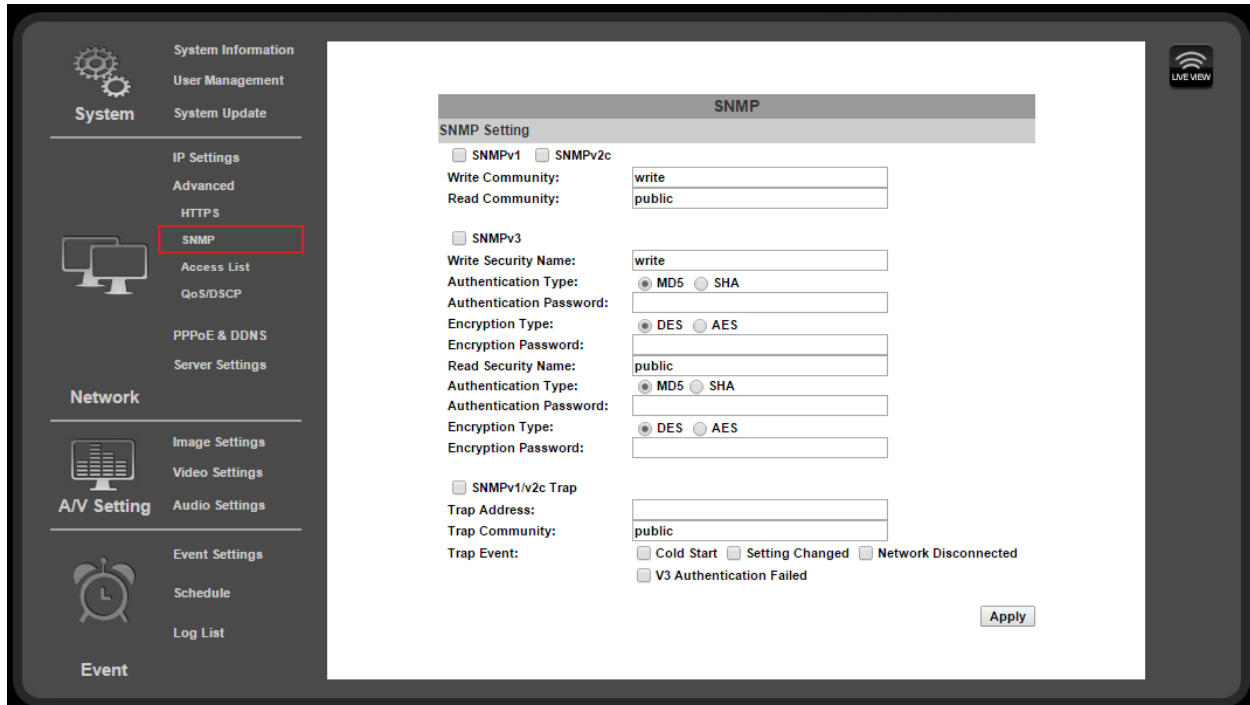 System Information
User Management
System
System Update
IP Settings
Advanced
HTTPS
SNMP
Access List
QoS/DSCP
PPPoE & DDNS
Server Settings
Network
Image Settings
Video Settings
A/V Setting
Audio Settings
Event Settings
Schedule
Log List
Event
SNMP
SNMP Setting
SNMPv1 SNMPv2c
Write Community: write
Read Community: public
SNMPv3
Write Security Name: write
Authentication Type: MD5 SHA
Authentication Password:
Encryption Type: DES AES
Encryption Password:
Read Security Name: public
Authentication Type: MD5 SHA
Authentication Password:
Encryption Type: DES AES
Encryption Password:
SNMPv1/v2c Trap
Trap Address:
Trap Community: public
Trap Event: Cold Start Setting Changed Network Disconnected
V3 Authentication Failed
Apply
LIVE VIEW